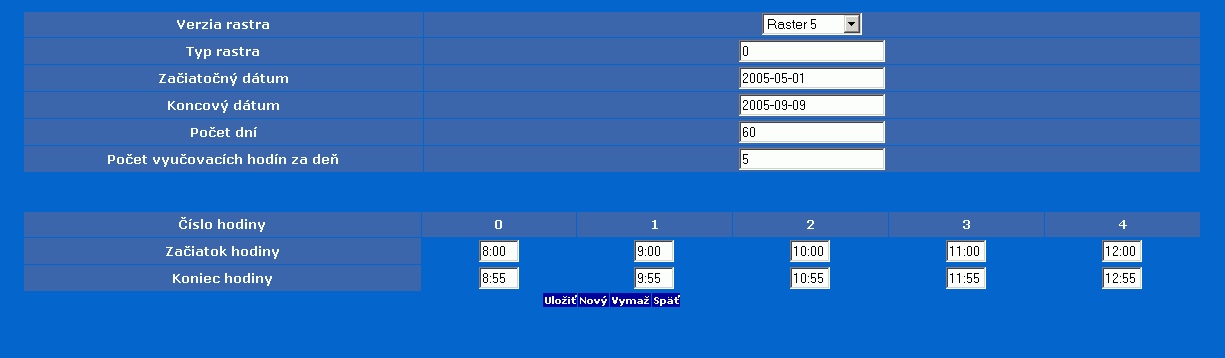 Verzia rastra Raster 5
Typ rastra 0
Začiatočný dátum 2005-05-01
Koncový dátum 2005-09-09
Počet dní 60
Počet vyučovacích hodín za deň 5
Číslo hodiny 0 1 2 3 4
Začiatok hodiny 8:00 9:00 10:00 11:00 12:00
Koniec hodiny 8:55 9:55 10:55 11:55 12:55
Uložiť Nový Vymaž Späť